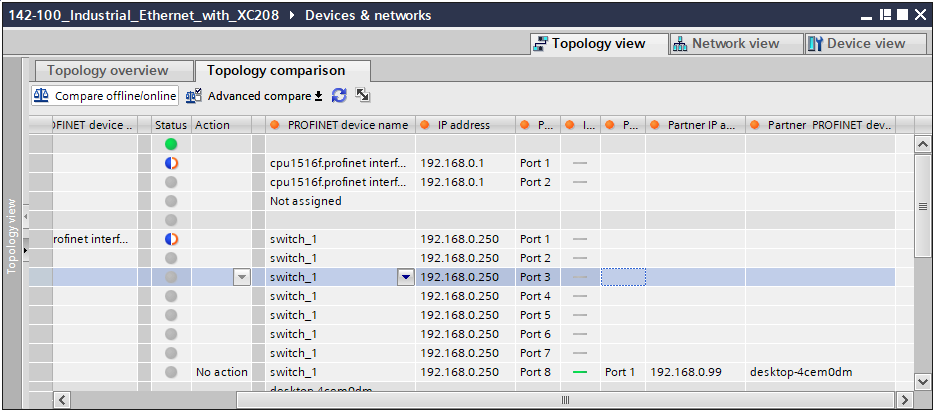 142-100_Industrial_Ethernet_with_XC208 ▸ Devices & networks
Topology view Network view Device view
Topology overview Topology comparison
Compare offline/online Advanced compare
OFINET device .. Status Action PROFINET device name IP address P... I... P... Partner IP a... Partner PROFINET dev..
cpu1516f.profinet interf... 192.168.0.1 Port 1
cpu1516f.profinet interf... 192.168.0.1 Port 2
Not assigned
rofinet interf... switch_1 192.168.0.250 Port 1
switch_1 192.168.0.250 Port 2
switch_1 192.168.0.250 Port 3
switch_1 192.168.0.250 Port 4
switch_1 192.168.0.250 Port 5
switch_1 192.168.0.250 Port 6
switch_1 192.168.0.250 Port 7
No action switch_1 192.168.0.250 Port 8 Port 1 192.168.0.99 desktop-4cem0dm
desktop-4cem0dm
Topology view